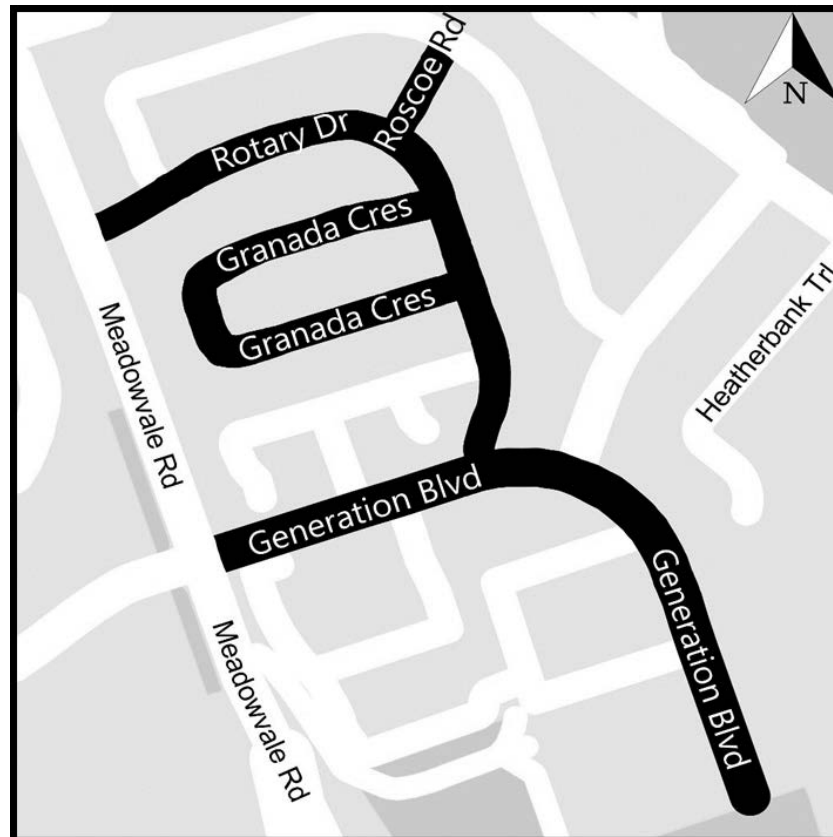 Roscoe Rd
N
Rotary Dr
Granada Cres
Granada Cres
Heatherbank Trl
Meadowvale Rd
Generation Blvd
Generation Blvd
Meadowvale Rd